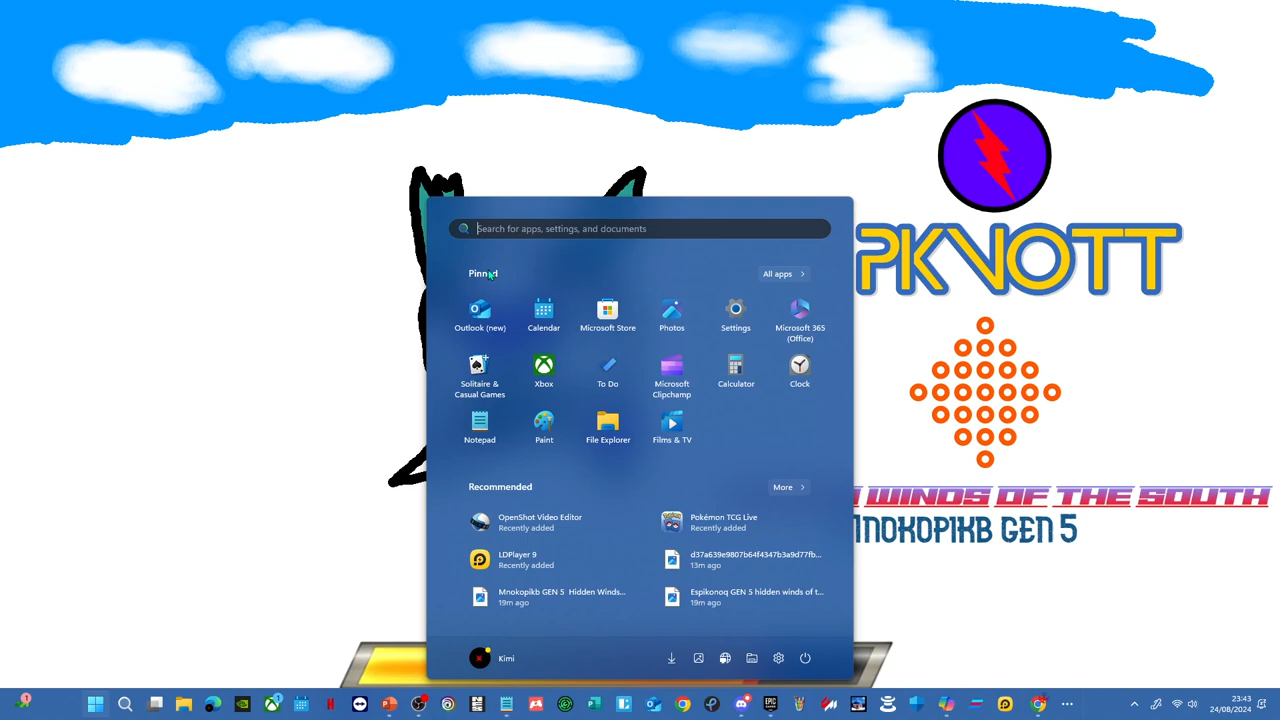 Search for apps, settings, and documents
Pinned
All apps
Outlook (new)
Calendar
Microsoft Store
Photos
Settings
Microsoft 365
(Office)
Solitaire &
Casual Games
Xbox
To Do
Microsoft
Clipchamp
Calculator
Clock
Notepad
Paint
File Explorer
Films & TV
Recommended
More
OpenShot Video Editor
Recently added
Pokémon TCG Live
Recently added
LDPlayer 9
Recently added
d37a639e9807b64f4347b3a9d77fb...
13m ago
Mnokopikb GEN 5 Hidden Winds...
19m ago
Espikonoq GEN 5 hidden winds of t...
19m ago
Kimi
PKVOTT
WINDS OF THE SOUTH
MNOKOPIKB GEN 5
1
1
23:43
24/08/2024